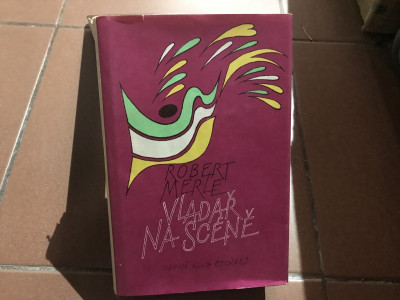 ROBERT
MERLE
VLADAŘ
NA SCÉNĚ